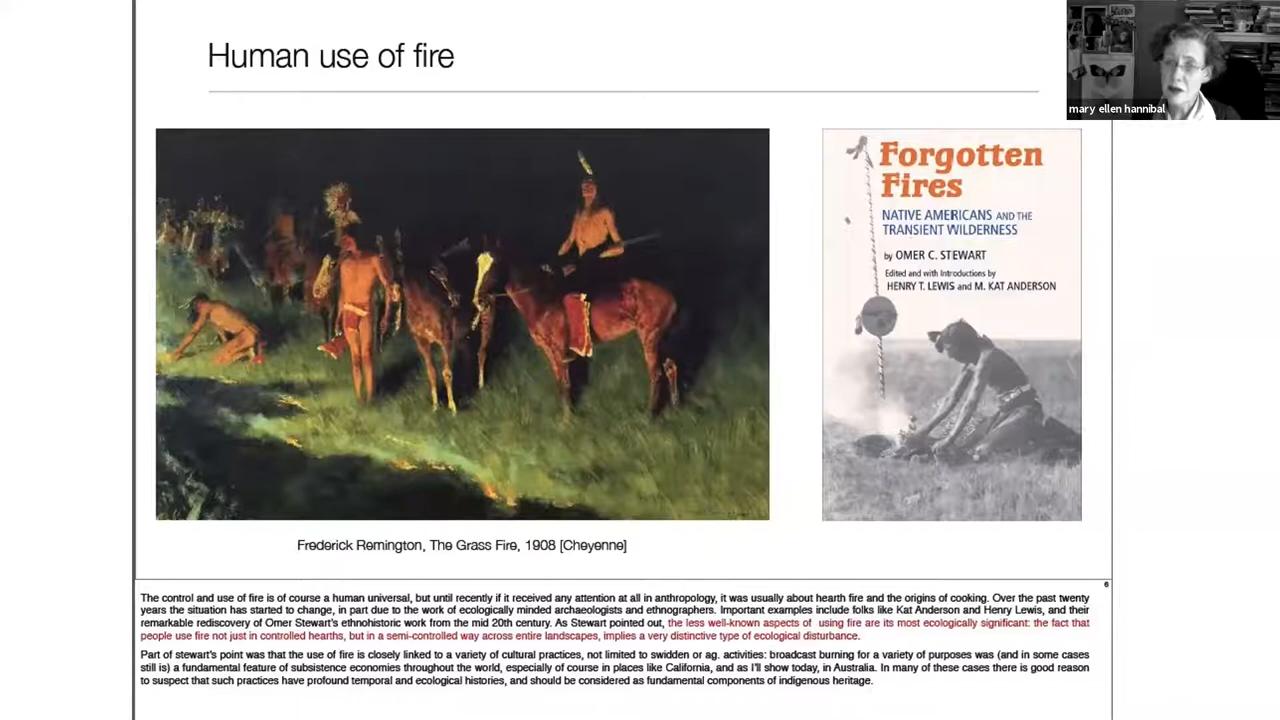 Human use of fire
mary ellen hannibal
Forgotten
Fires
NATIVE AMERICANS AND THE
TRANSIENT WILDERNESS
by OMER C. STEWART
Edited and with Introductions by
HENRY T. LEWIS and M. KAT ANDERSON
Frederick Remington, The Grass Fire, 1908 [Cheyenne]
6
The control and use of fire is of course a human universal, but until recently if it received any attention at all in anthropology, it was usually about hearth fire and the origins of cooking. Over the past twenty
years the situation has started to change, in part due to the work of ecologically minded archaeologists and ethnographers. Important examples include folks like Kat Anderson and Henry Lewis, and their
remarkable rediscovery of Omer Stewart's ethnohistoric work from the mid 20th century. As Stewart pointed out, the less well-known aspects of using fire are its most ecologically significant: the fact that
people use fire not just in controlled hearths, but in a semi-controlled way across entire landscapes, implies a very distinctive type of ecological disturbance.
Part of stewart's point was that the use of fire is closely linked to a variety of cultural practices, not limited to swidden or ag. activities: broadcast burning for a variety of purposes was (and in some cases
still is) a fundamental feature of subsistence economies throughout the world, especially of course in places like California, and as I'll show today, in Australia. In many of these cases there is good reason
to suspect that such practices have profound temporal and ecological histories, and should be considered as fundamental components of indigenous heritage.